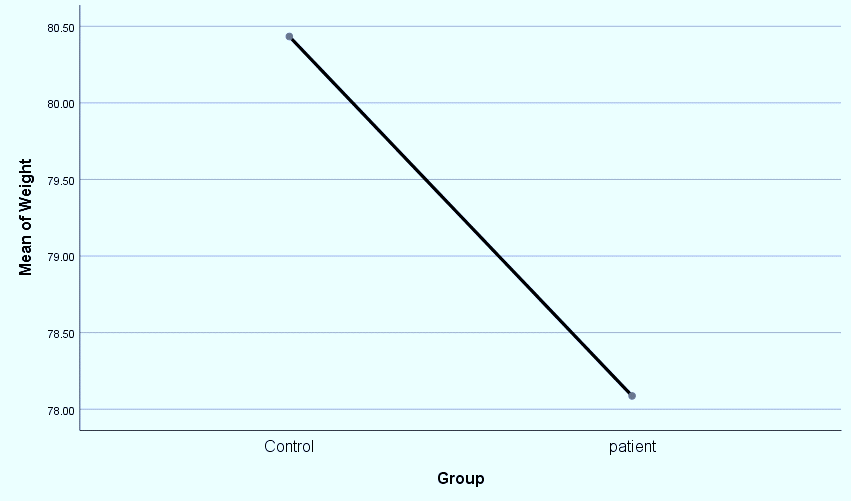 80.50
80.00
79.50
79.00
78.50
78.00
Mean of Weight
Control
patient
Group